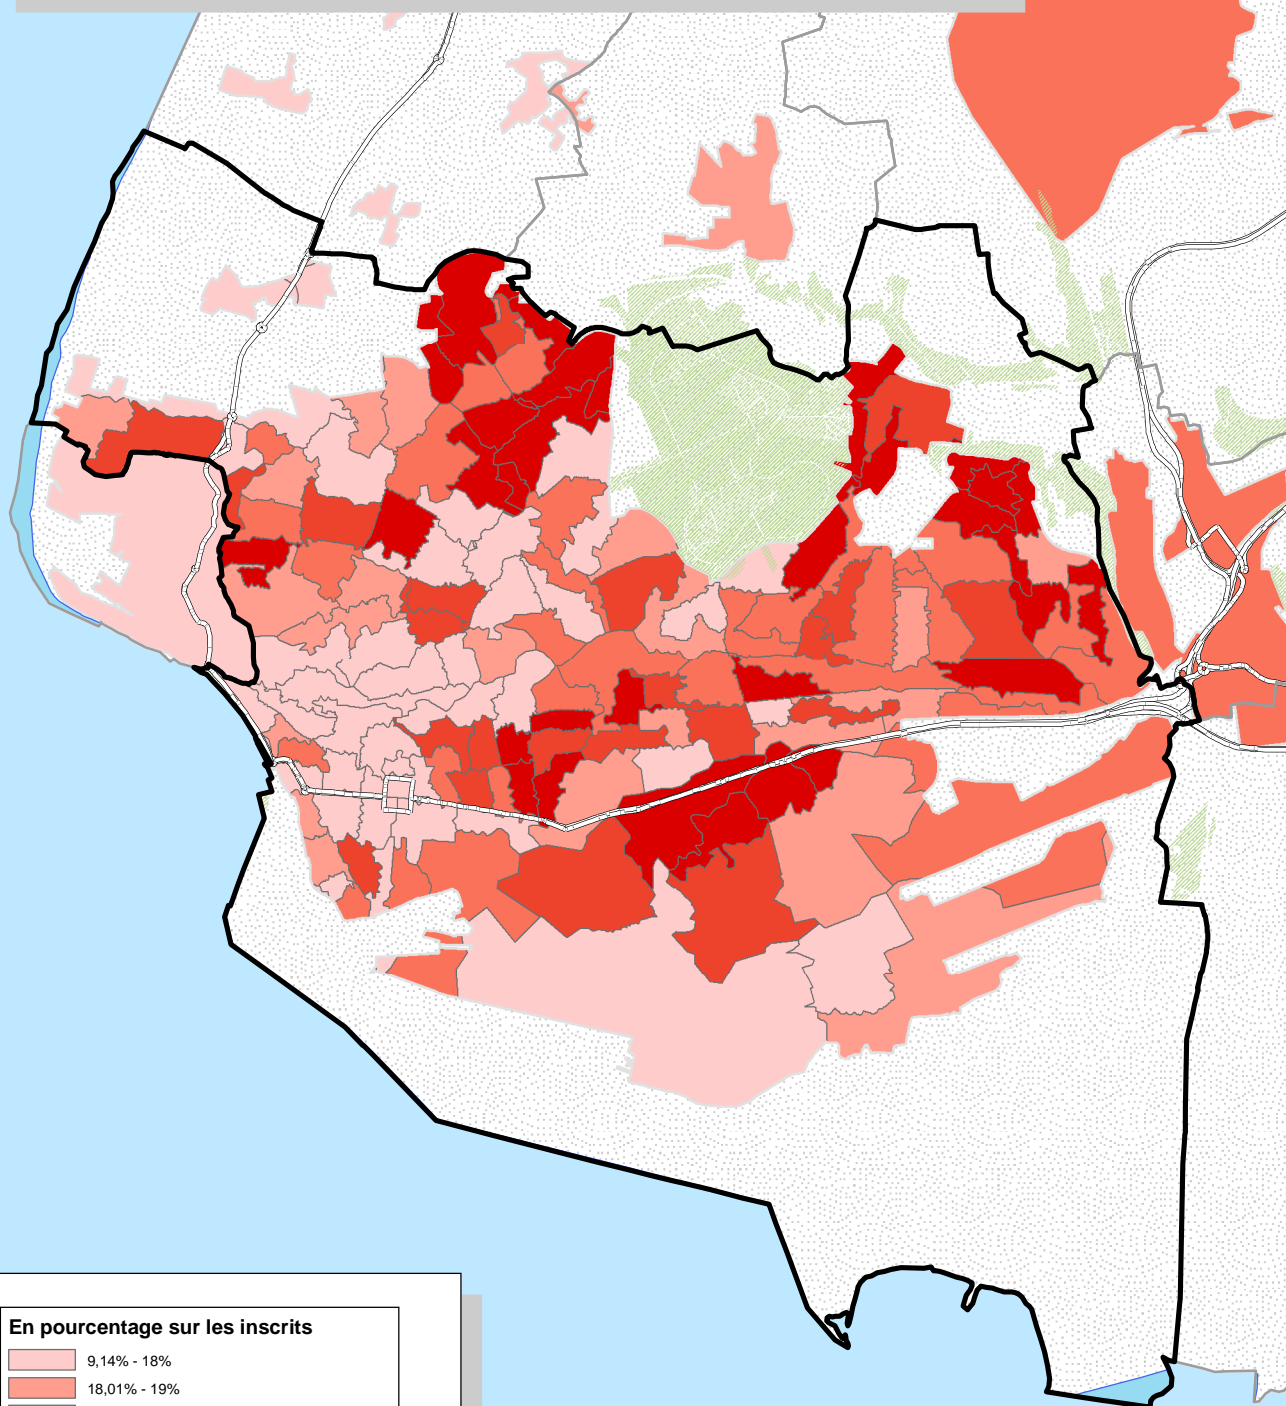 En pourcentage sur les inscrits
9,14% - 18%
18,01% - 19%